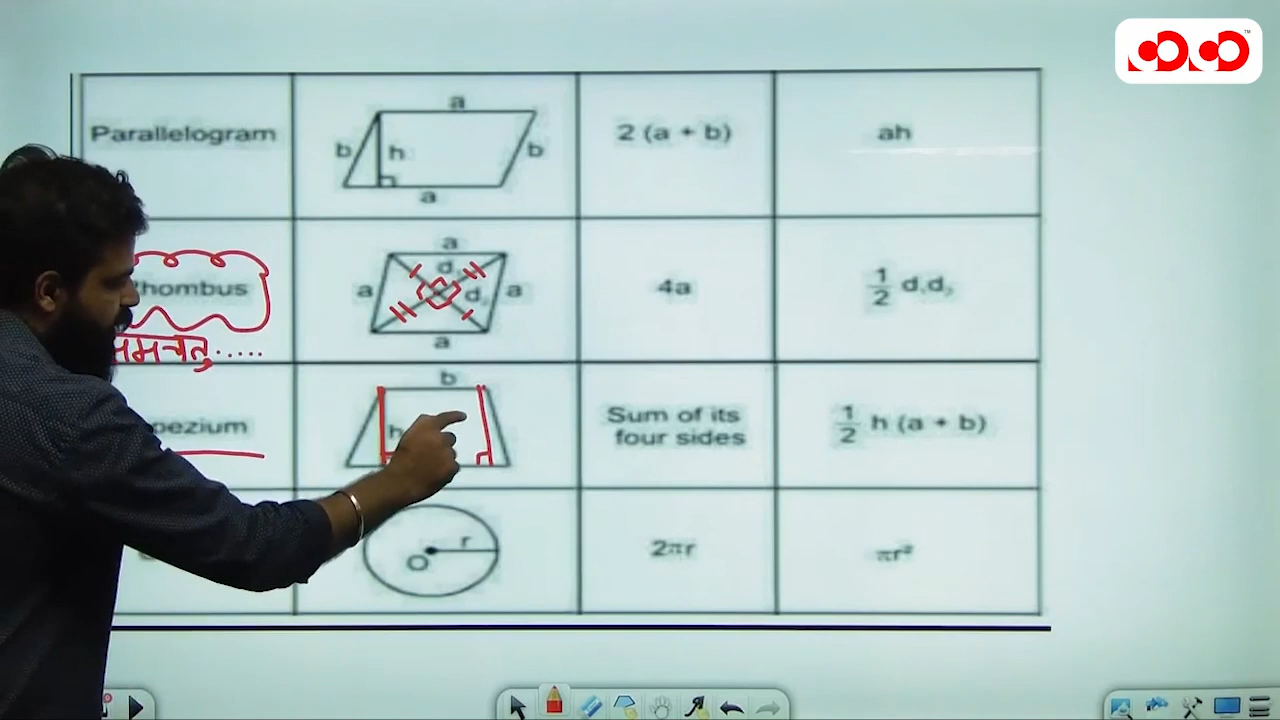 Parallelogram
a
b
h
b
a
2 (a + b)
ah
hombus
समचतु.....
a
a
d
d
a
a
4a
1/2 d₁d₂
pezium
b
h
Sum of its
four sides
1/2 h (a + b)
O
r
2πr
πr²